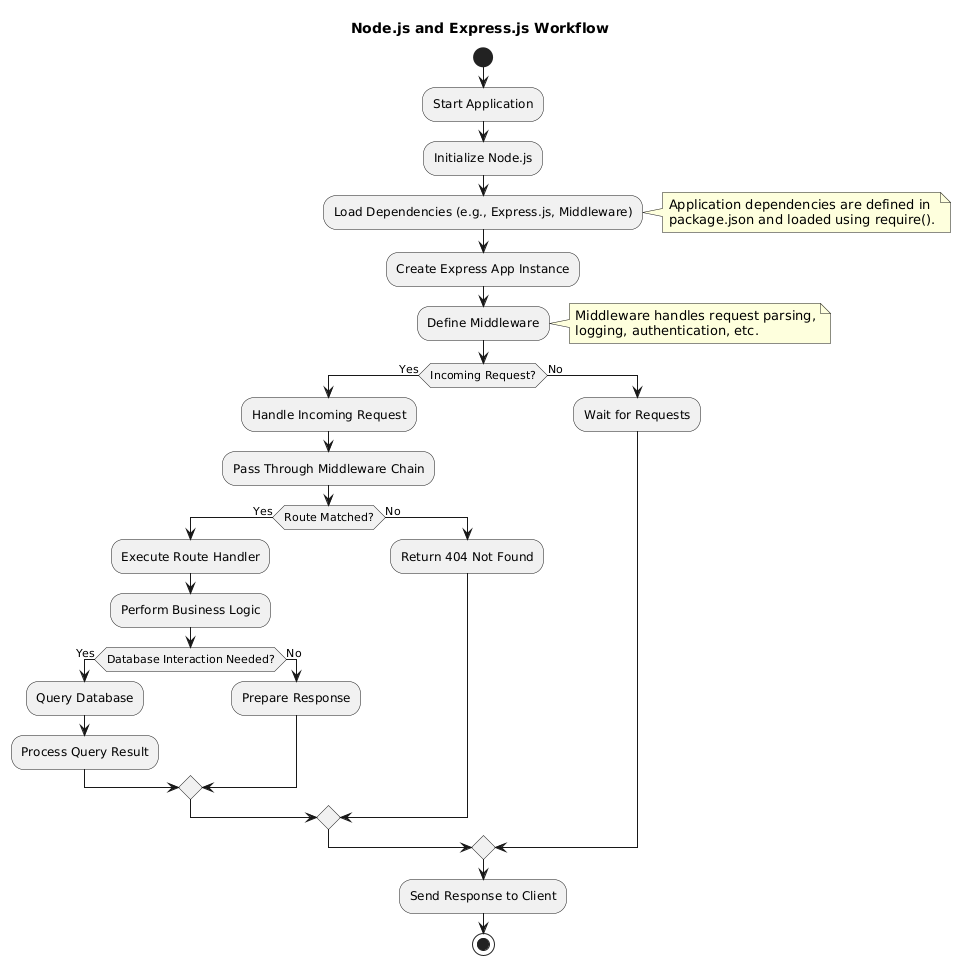 Node.js and Express.js Workflow
Start Application
Initialize Node.js
Load Dependencies (e.g., Express.js, Middleware)
Application dependencies are defined in
package.json and loaded using require().
Create Express App Instance
Define Middleware
Middleware handles request parsing,
logging, authentication, etc.
Yes
Incoming Request?
No
Handle Incoming Request
Wait for Requests
Pass Through Middleware Chain
Yes
Route Matched?
No
Execute Route Handler
Return 404 Not Found
Perform Business Logic
Yes
Database Interaction Needed?
No
Query Database
Prepare Response
Process Query Result
Send Response to Client